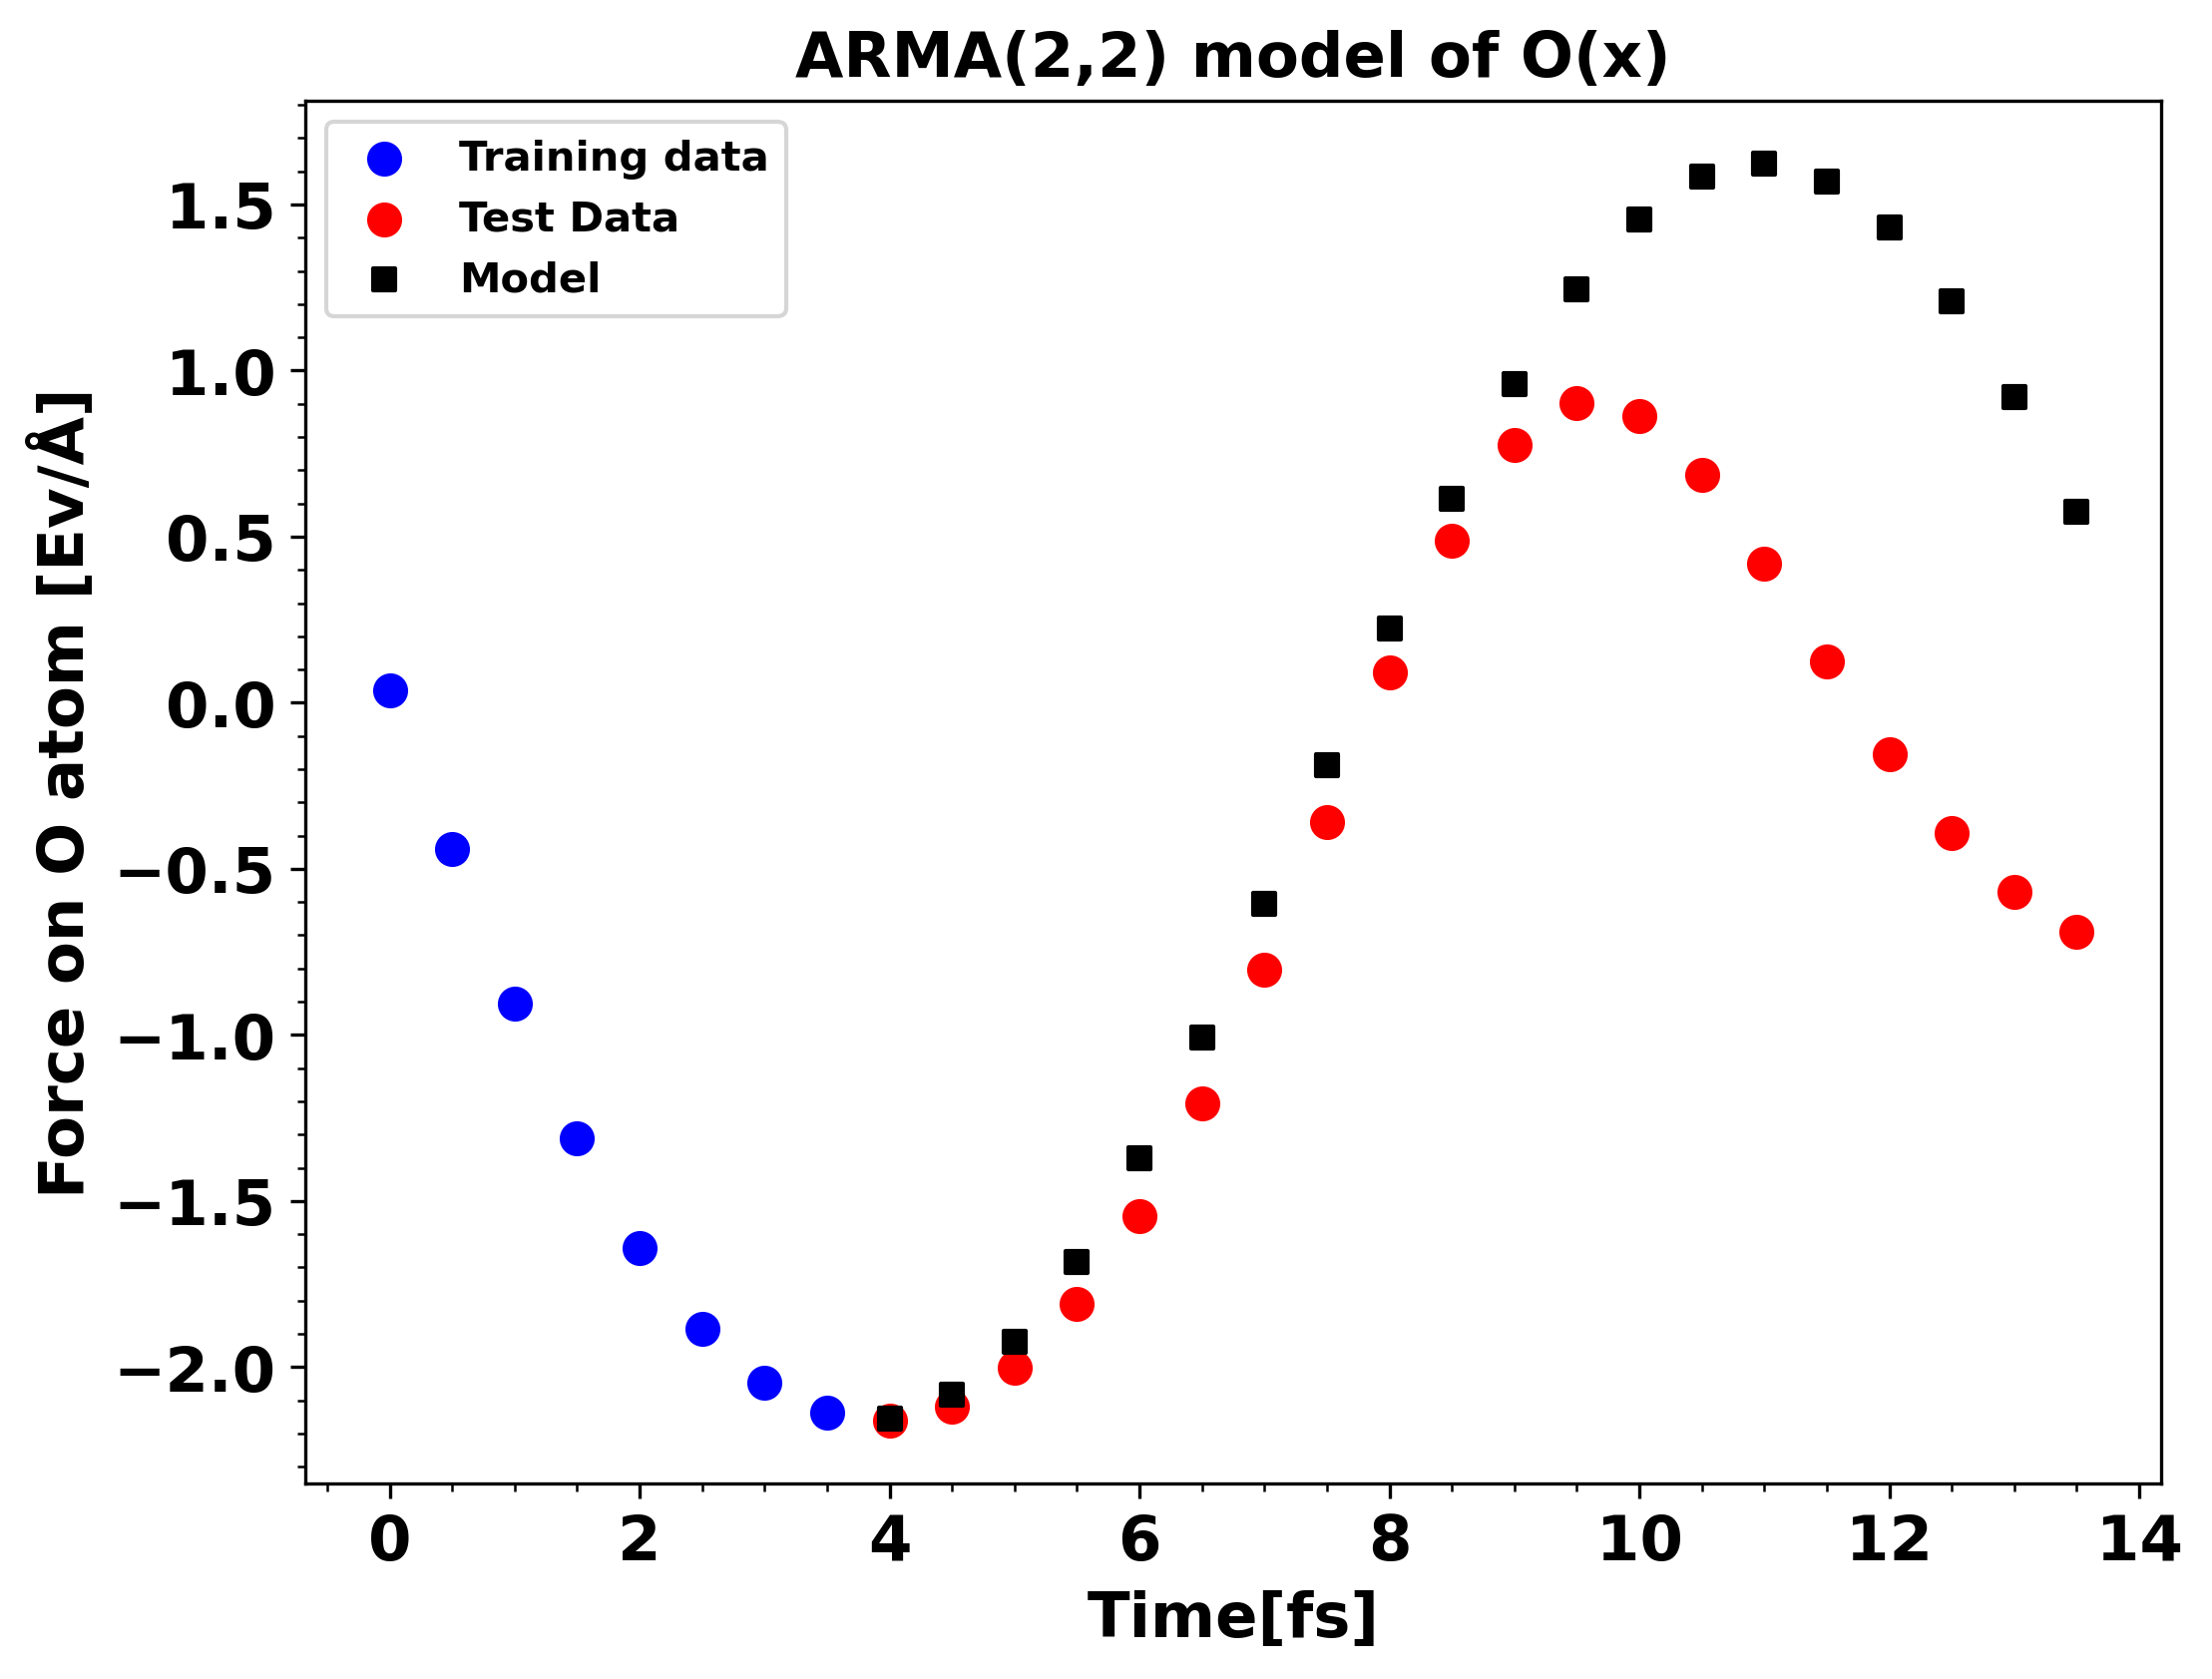 ARMA(2,2) model of O(x)
Training data
Test Data
Model
Force on O atom [Ev/Å]
1.5
1.0
0.5
0.0
−0.5
−1.0
−1.5
−2.0
0 2 4 6 8 10 12 14
Time[fs]